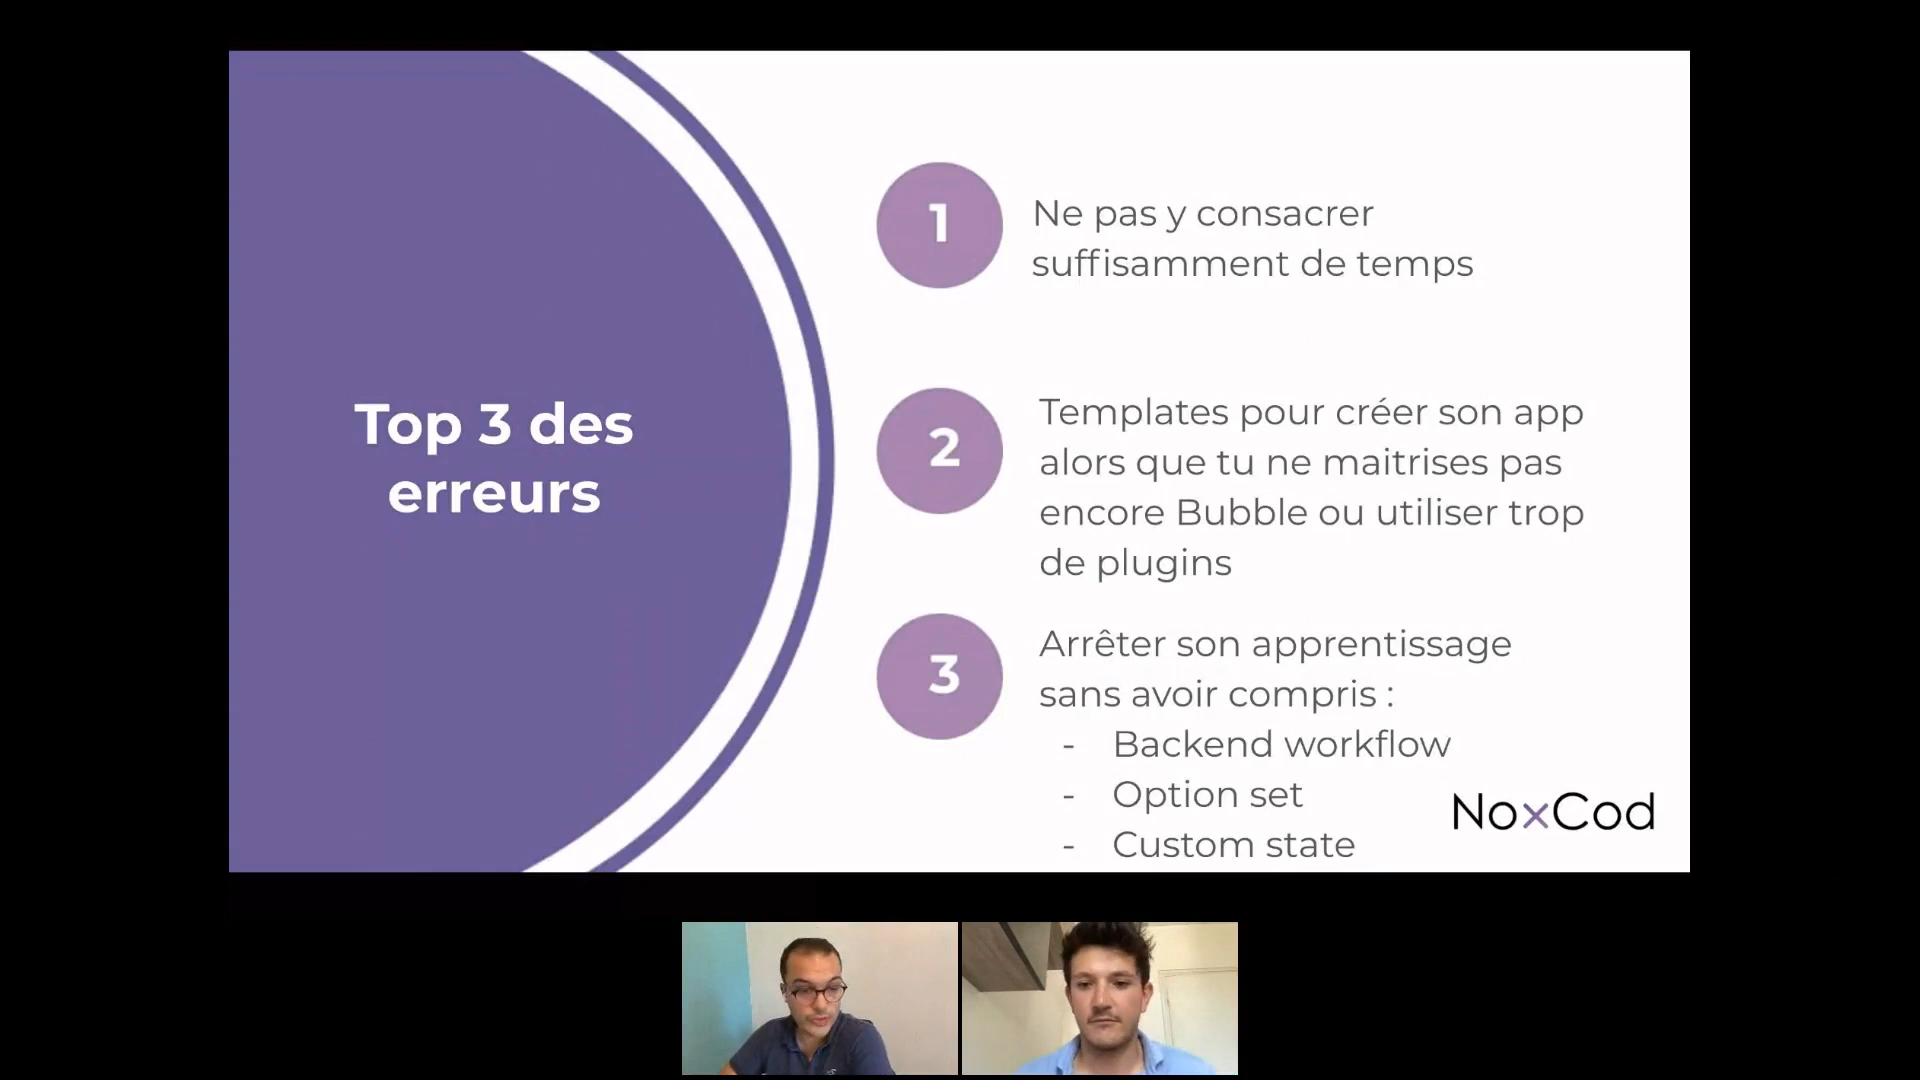 Top 3 des
erreurs
1
Ne pas y consacrer
suffisamment de temps
2
Templates pour créer son app
alors que tu ne maitrises pas
encore Bubble ou utiliser trop
de plugins
3
Arrêter son apprentissage
sans avoir compris :
- Backend workflow
- Option set
- Custom state
NoxCod